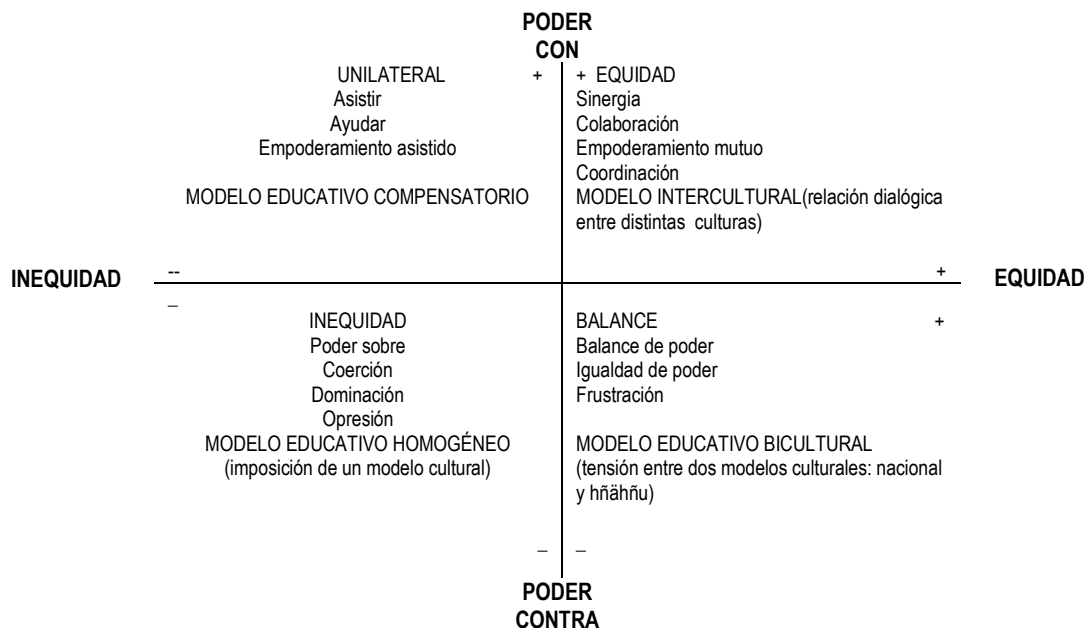 PODER
CON
UNILATERAL +
Asistir
Ayudar
Empoderamiento asistido
MODELO EDUCATIVO COMPENSATORIO
+ EQUIDAD
Sinergia
Colaboración
Empoderamiento mutuo
Coordinación
MODELO INTERCULTURAL(relación dialógica
entre distintas culturas)
INEQUIDAD
--
+
EQUIDAD
_
INEQUIDAD
Poder sobre
Coerción
Dominación
Opresión
MODELO EDUCATIVO HOMOGÉNEO
(imposición de un modelo cultural)
BALANCE +
Balance de poder
Igualdad de poder
Frustración
MODELO EDUCATIVO BICULTURAL
(tensión entre dos modelos culturales: nacional
y hñähñu)
_ _
PODER
CONTRA